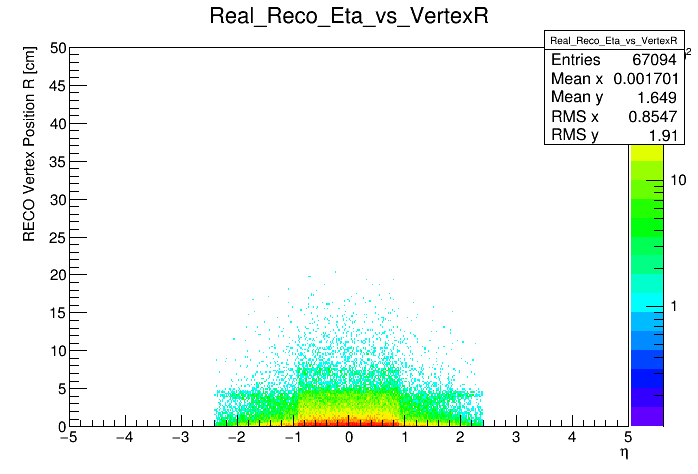 Real_Reco_Eta_vs_VertexR
Real_Reco_Eta_vs_VertexR
Entries 67094
Mean x 0.001701
Mean y 1.649
RMS x 0.8547
RMS y 1.91
RECO Vertex Position R [cm]
50
45
40
35
30
25
20
15
10
5
0
−5 −4 −3 −2 −1 0 1 2 3 4 5
η
2
10
1